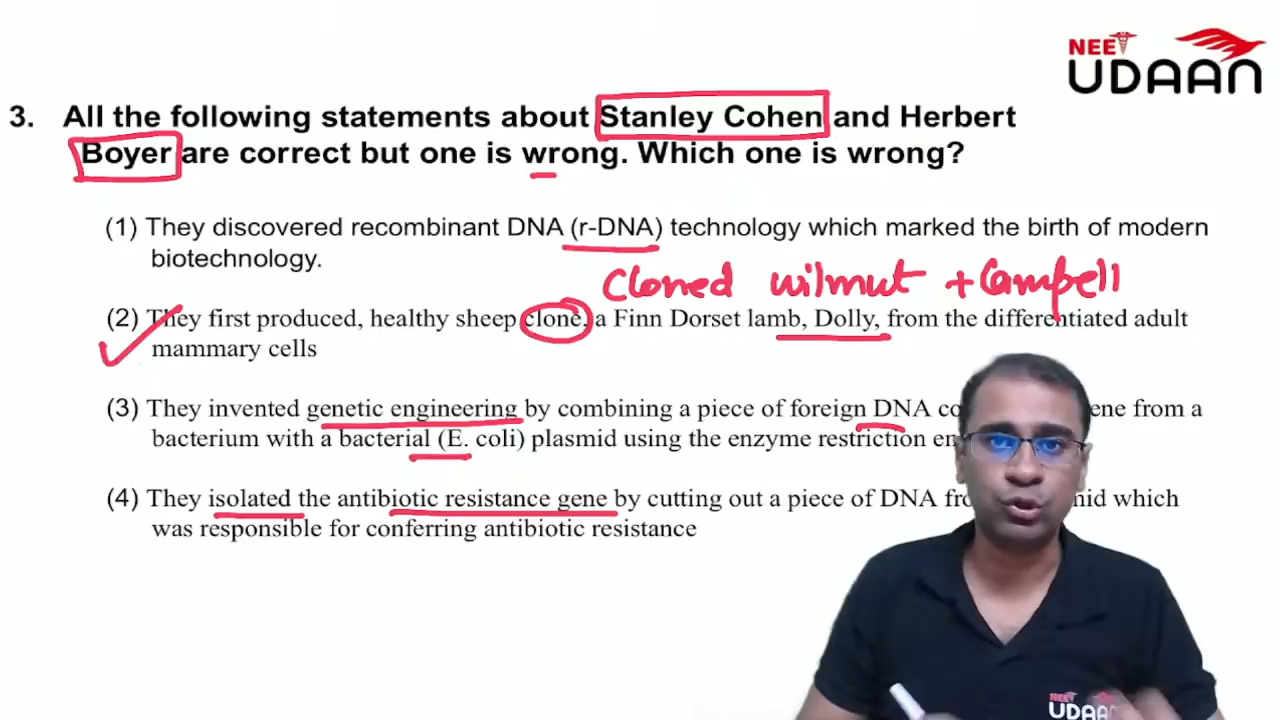 NEET
UDAAN
3. All the following statements about Stanley Cohen and Herbert
Boyer are correct but one is wrong. Which one is wrong?
(1) They discovered recombinant DNA (r-DNA) technology which marked the birth of modern
biotechnology.
Cloned wilmut + Campell
(2) They first produced, healthy sheep clone, a Finn Dorset lamb, Dolly, from the differentiated adult
mammary cells
(3) They invented genetic engineering by combining a piece of foreign DNA ene from a
bacterium with a bacterial (E. coli) plasmid using the enzyme restriction
(4) They isolated the antibiotic resistance gene by cutting out a piece of DNA which
was responsible for conferring antibiotic resistance
NEET
UDAAN